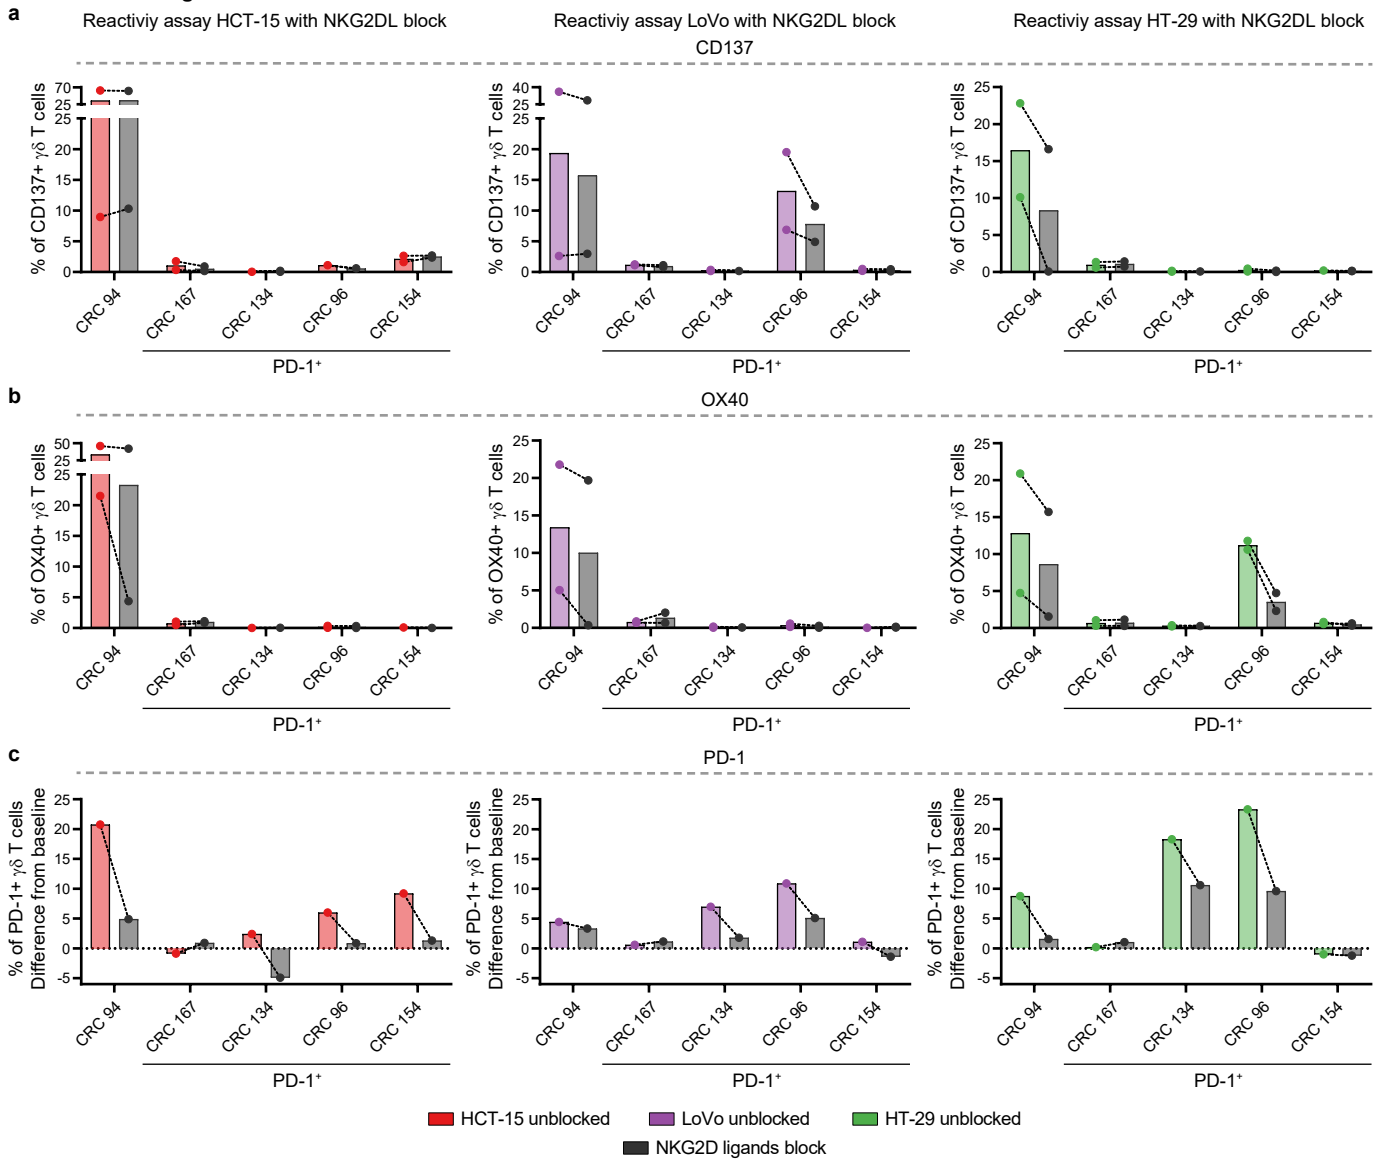 a
Reactiviy assay HCT-15 with NKG2DL block
Reactiviy assay LoVo with NKG2DL block
Reactiviy assay HT-29 with NKG2DL block
CD137
% of CD137+ γδ T cells
70
25
25
20
15
10
5
0
CRC 94
CRC 167
CRC 134
CRC 96
CRC 154
PD-1+
% of CD137+ γδ T cells
40
25
25
20
15
10
5
0
CRC 94
CRC 167
CRC 134
CRC 96
CRC 154
PD-1+
% of CD137+ γδ T cells
25
20
15
10
5
0
CRC 94
CRC 167
CRC 134
CRC 96
CRC 154
PD-1+
b
OX40
% of OX40+ γδ T cells
50
25
25
20
15
10
5
0
CRC 94
CRC 167
CRC 134
CRC 96
CRC 154
PD-1+
% of OX40+ γδ T cells
25
20
15
10
5
0
CRC 94
CRC 167
CRC 134
CRC 96
CRC 154
PD-1+
% of OX40+ γδ T cells
25
20
15
10
5
0
CRC 94
CRC 167
CRC 134
CRC 96
CRC 154
PD-1+
c
PD-1
% of PD-1+ γδ T cells
Difference from baseline
25
20
15
10
5
0
-5
CRC 94
CRC 167
CRC 134
CRC 96
CRC 154
PD-1+
% of PD-1+ γδ T cells
Difference from baseline
25
20
15
10
5
0
-5
CRC 94
CRC 167
CRC 134
CRC 96
CRC 154
PD-1+
% of PD-1+ γδ T cells
Difference from baseline
25
20
15
10
5
0
-5
CRC 94
CRC 167
CRC 134
CRC 96
CRC 154
PD-1+
HCT-15 unblocked
LoVo unblocked
HT-29 unblocked
NKG2D ligands block